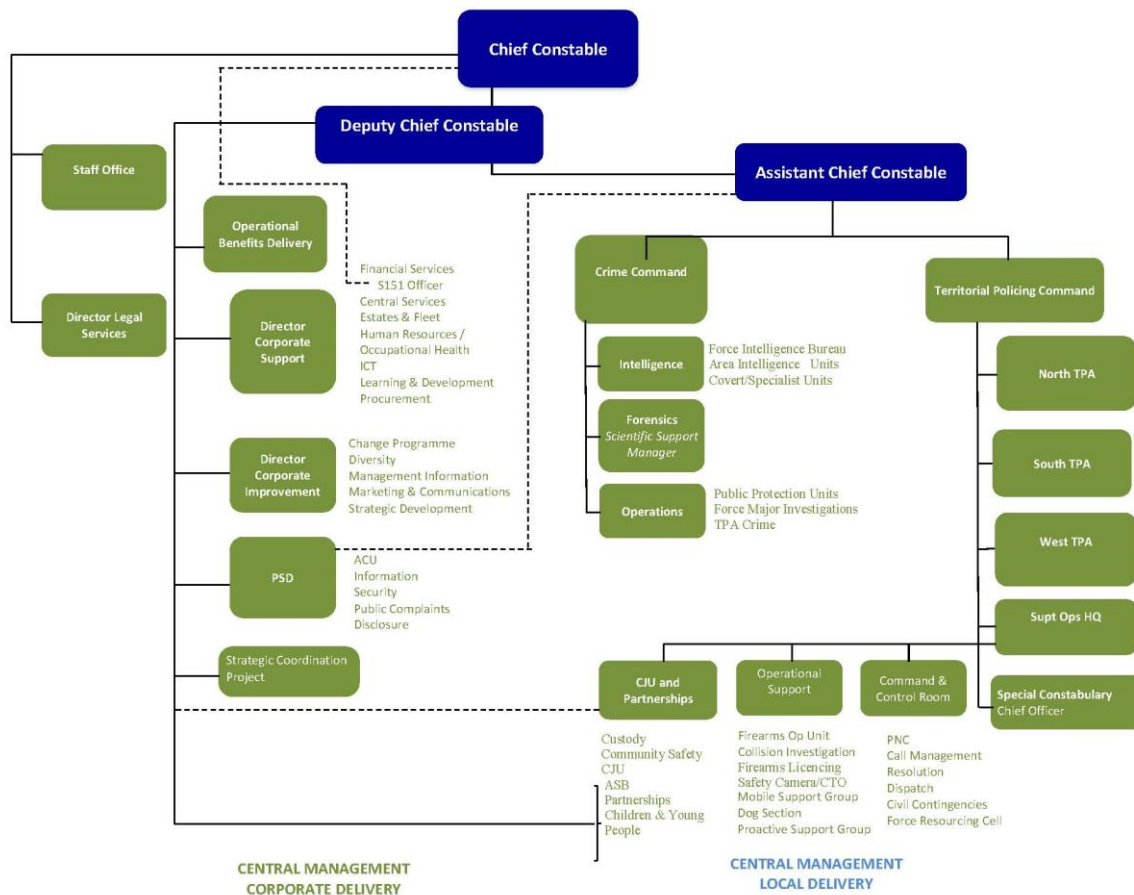 Chief Constable
Deputy Chief Constable
Assistant Chief Constable
Staff Office
Director Legal
Services
Operational
Benefits Delivery
Director
Corporate
Support
Financial Services
S151 Officer
Central Services
Estates & Fleet
Human Resources /
Occupational Health
ICT
Learning & Development
Procurement
Director
Corporate
Improvement
Change Programme
Diversity
Management Information
Marketing & Communications
Strategic Development
PSD
ACU
Information
Security
Public Complaints
Disclosure
Strategic Coordination
Project
Crime Command
Intelligence
Force Intelligence Bureau
Area Intelligence Units
Covert/Specialist Units
Forensics
Scientific Support
Manager
Operations
Public Protection Units
Force Major Investigations
TPA Crime
Territorial Policing Command
North TPA
South TPA
West TPA
Supt Ops HQ
Special Constabulary
Chief Officer
CJU and
Partnerships
Custody
Community Safety
CJU
ASB
Partnerships
Children & Young
People
Operational
Support
Firearms Op Unit
Collision Investigation
Firearms Licencing
Safety Camera/CTO
Mobile Support Group
Dog Section
Proactive Support Group
Command &
Control Room
PNC
Call Management
Resolution
Dispatch
Civil Contingencies
Force Resourcing Cell
CENTRAL MANAGEMENT
CORPORATE DELIVERY
CENTRAL MANAGEMENT
LOCAL DELIVERY